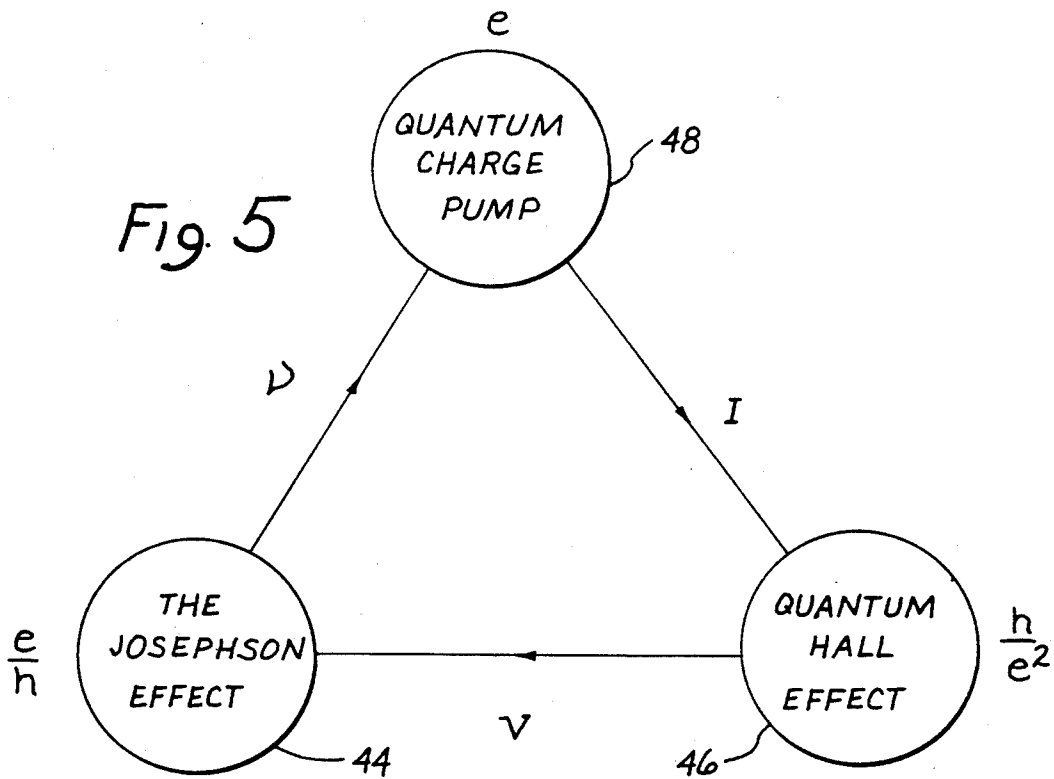 e
QUANTUM
CHARGE
PUMP
48
Fig. 5
ν
I
THE
JOSEPHSON
EFFECT
e
h
44
V
QUANTUM
HALL
EFFECT
h
e²
46